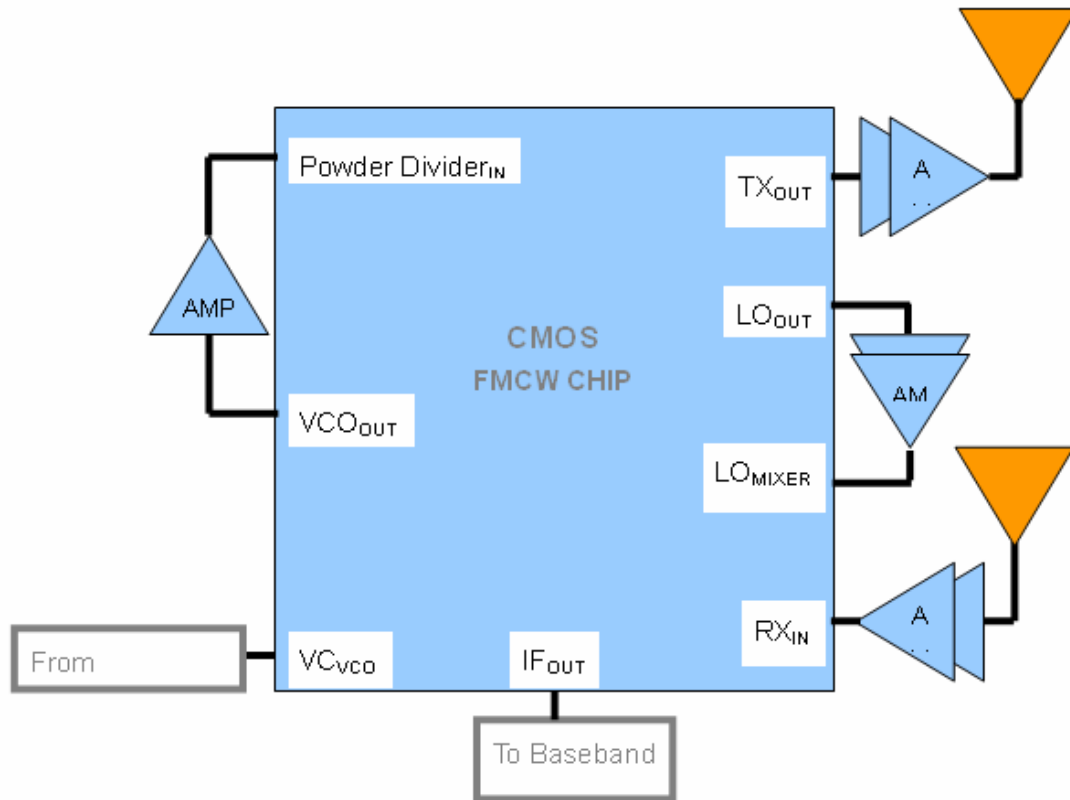 Powder Divider_IN
TX_OUT
A
..
AMP
LO_OUT
CMOS
FMCW CHIP
AM
VCO_OUT
LO_MIXER
A
..
RX_IN
From
VC_VCO
IF_OUT
To Baseband